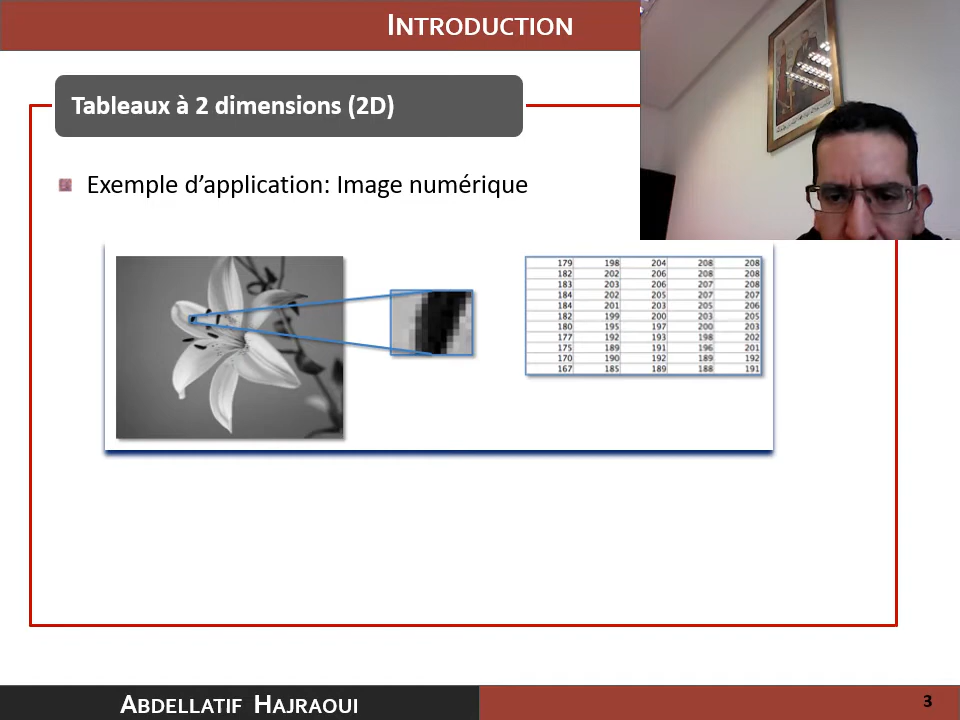 INTRODUCTION
Tableaux à 2 dimensions (2D)
Exemple d'application: Image numérique
179 198 204 208 208
182 202 206 208 208
183 203 206 207 208
184 202 205 207 207
184 201 203 205 206
182 199 200 203 205
180 195 197 200 203
177 192 193 198 202
175 189 191 196 201
170 190 192 189 192
167 185 189 188 191
ABDELLATIF HAJRAOUI
3